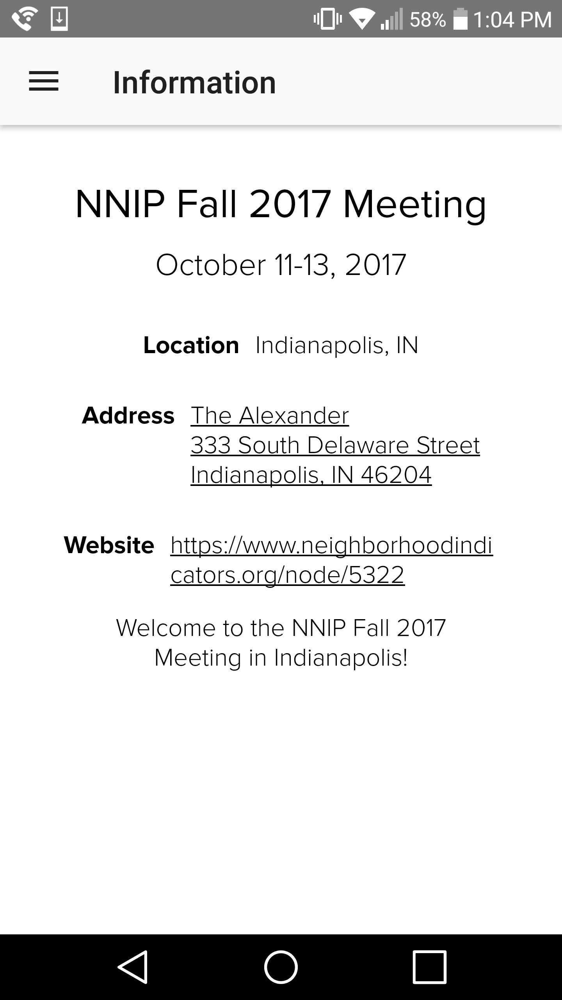 58% 1:04 PM
Information
NNIP Fall 2017 Meeting
October 11-13, 2017
Location Indianapolis, IN
Address The Alexander
333 South Delaware Street
Indianapolis, IN 46204
Website https://www.neighborhoodindi
cators.org/node/5322
Welcome to the NNIP Fall 2017
Meeting in Indianapolis!